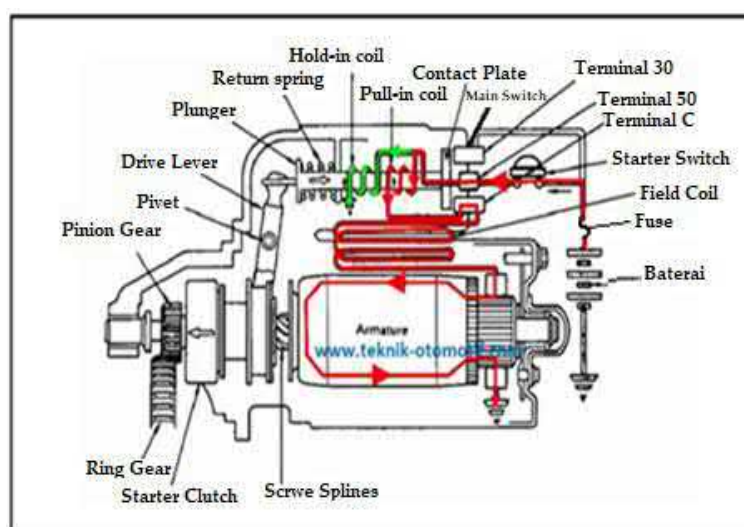 Hold-in coil
Return spring
Plunger
Drive Lever
Pivet
Pinion Gear
Contact Plate
Main Switch
Pull-in coil
Terminal 30
Terminal 50
Terminal C
Starter Switch
Field Coil
Fuse
Baterai
Armature
Ring Gear
Starter Clutch
Scrwe Splines